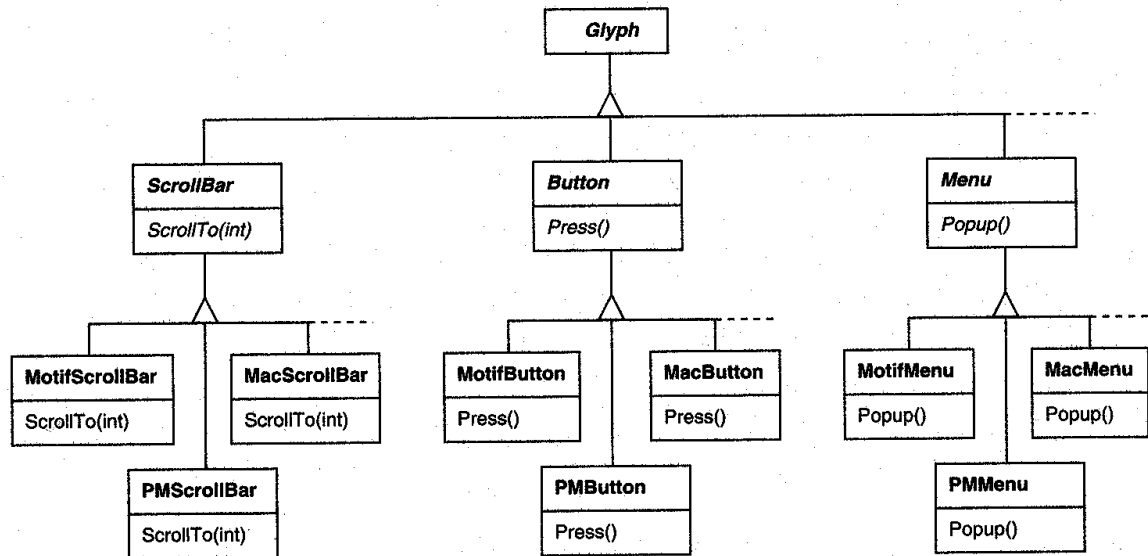 Glyph
ScrollBar
ScrollTo(int)
Button
Press()
Menu
Popup()
MotifScrollBar
ScrollTo(int)
MacScrollBar
ScrollTo(int)
PMScrollBar
ScrollTo(int)
MotifButton
Press()
MacButton
Press()
PMButton
Press()
MotifMenu
Popup()
MacMenu
Popup()
PMMenu
Popup()